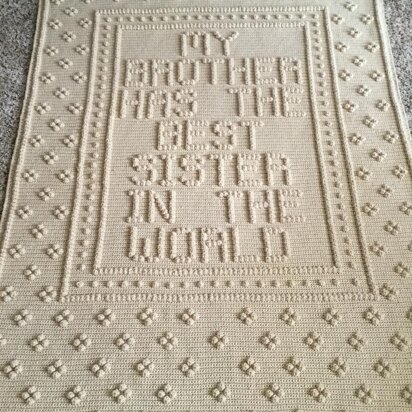 MY
BROTHER
HAS THE
BEST
SISTER
IN THE
WORLD